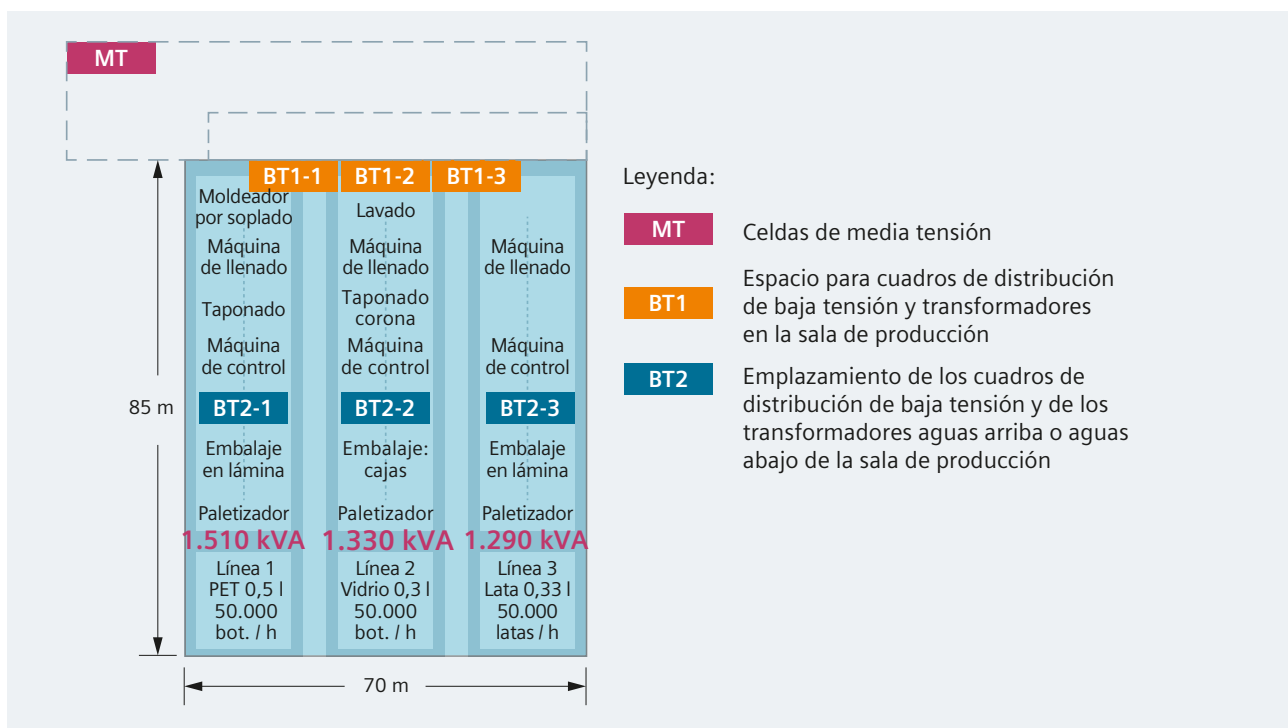 MT
BT1-1
BT1-2
BT1-3
Moldeador
por soplado
Máquina
de llenado
Taponado
Máquina
de control
BT2-1
Embalaje
en lámina
Paletizador
1.510 kVA
Línea 1
PET 0,5 l
50.000
bot. / h
Lavado
Máquina
de llenado
Taponado
corona
Máquina
de control
BT2-2
Embalaje:
cajas
Paletizador
1.330 kVA
Línea 2
Vidrio 0,3 l
50.000
bot. / h
Máquina
de llenado
Máquina
de control
BT2-3
Embalaje
en lámina
Paletizador
1.290 kVA
Línea 3
Lata 0,33 l
50.000
latas / h
85 m
70 m
Leyenda:
MT
Celdas de media tensión
BT1
Espacio para cuadros de distribución
de baja tensión y transformadores
en la sala de producción
BT2
Emplazamiento de los cuadros de
distribución de baja tensión y de los
transformadores aguas arriba o aguas
abajo de la sala de producción